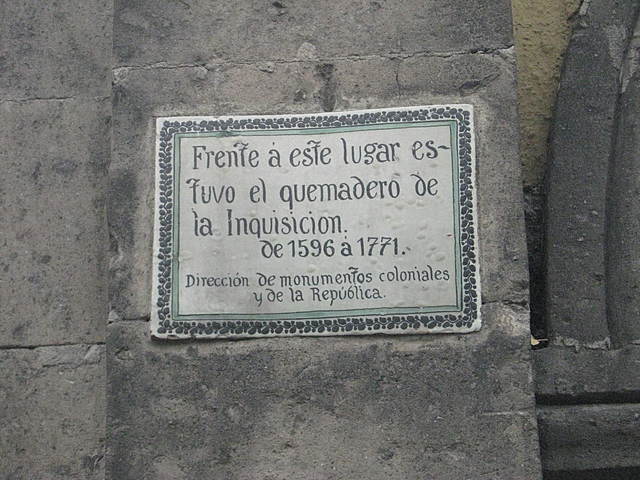 Frente á este lugar es-
tuvo el quemadero de
la Inquisicion.
de 1596 á 1771.
Dirección de monumentos coloniales
y de la República.